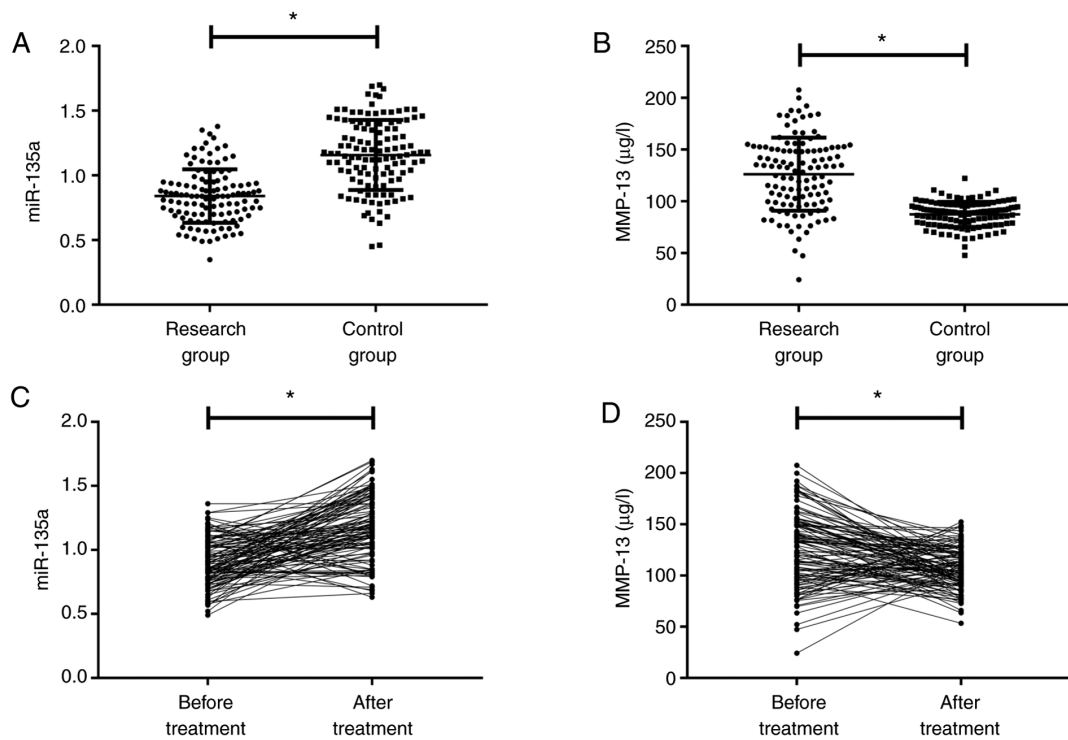 A
*
2.0
1.5
1.0
0.5
0.0
miR-135a
Research group
Control group
B
*
250
200
150
100
50
0
MMP-13 (µg/l)
Research group
Control group
C
*
2.0
1.5
1.0
0.5
0.0
miR-135a
Before treatment
After treatment
D
*
250
200
150
100
50
0
MMP-13 (µg/l)
Before treatment
After treatment